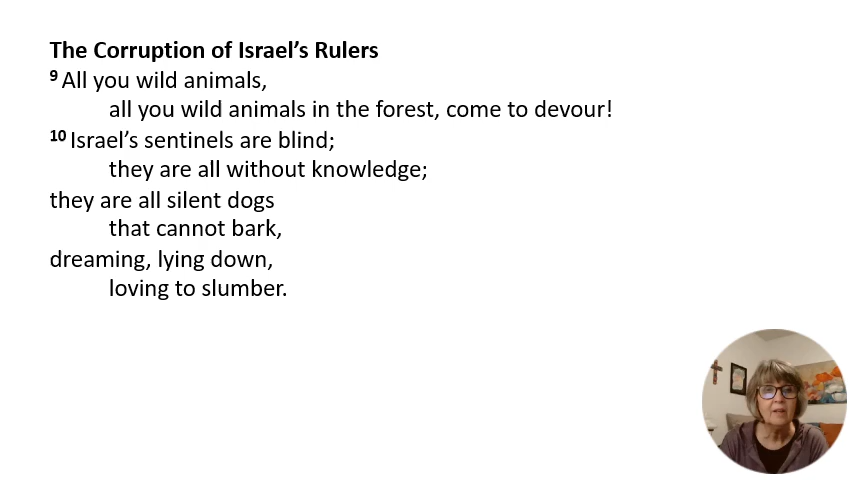 The Corruption of Israel’s Rulers
9 All you wild animals,
all you wild animals in the forest, come to devour!
10 Israel’s sentinels are blind;
they are all without knowledge;
they are all silent dogs
that cannot bark,
dreaming, lying down,
loving to slumber.